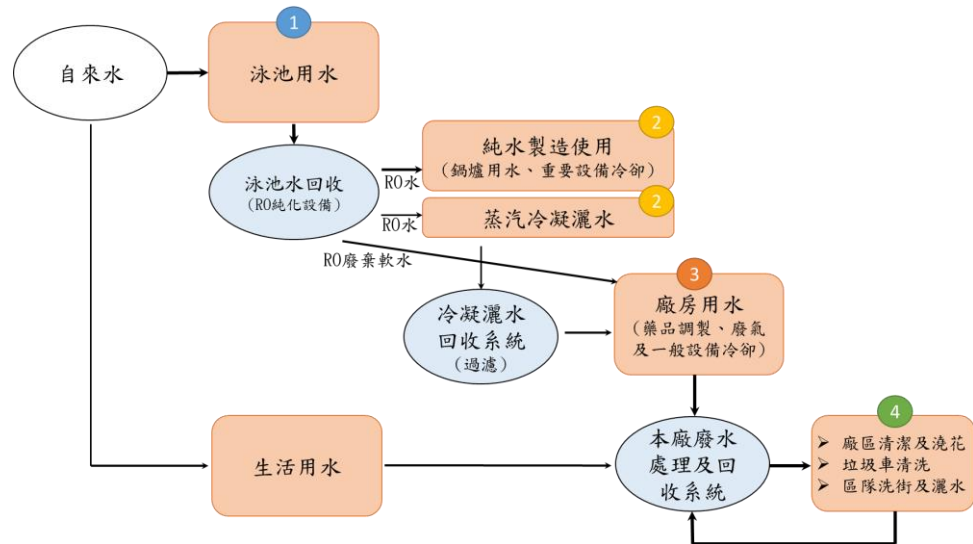 1
自來水
泳池用水
2
純水製造使用
(鍋爐用水、重要設備冷卻)
泳池水回收
(RO純化設備)
RO水
2
蒸汽冷凝灑水
RO水
RO廢棄軟水
3
廠房用水
(藥品調製、廢氣
及一般設備冷卻)
冷凝灑水
回收系統
(過濾)
4
生活用水
本廠廢水
處理及回
收系統
➢ 廠區清潔及澆花
➢ 垃圾車清洗
➢ 區隊洗街及灑水